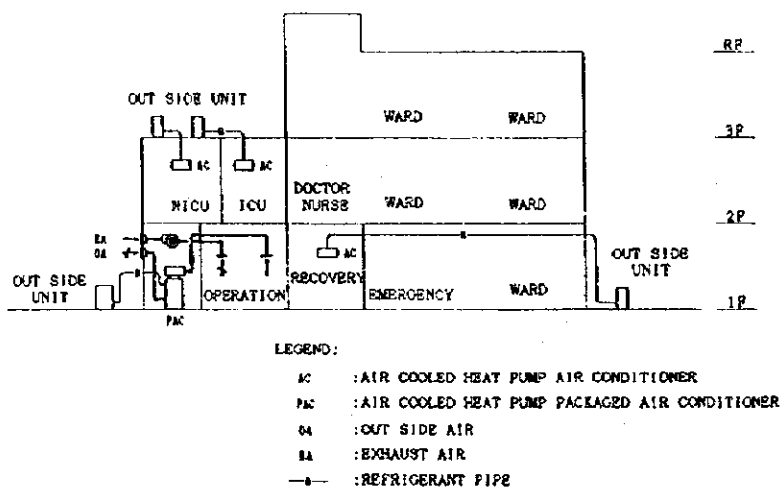 RF
OUT SIDE UNIT
WARD WARD
3F
AC AC
NICU ICU DOCTOR NURSE WARD WARD
2F
EA
OA
OUT SIDE UNIT
OPERATION
AC
RECOVERY
EMERGENCY WARD
OUT SIDE UNIT
PAC
1F
LEGEND:
AC :AIR COOLED HEAT PUMP AIR CONDITIONER
PAC :AIR COOLED HEAT PUMP PACKAGED AIR CONDITIONER
OA :OUT SIDE AIR
EA :EXHAUST AIR
:REFRIGERANT PIPE